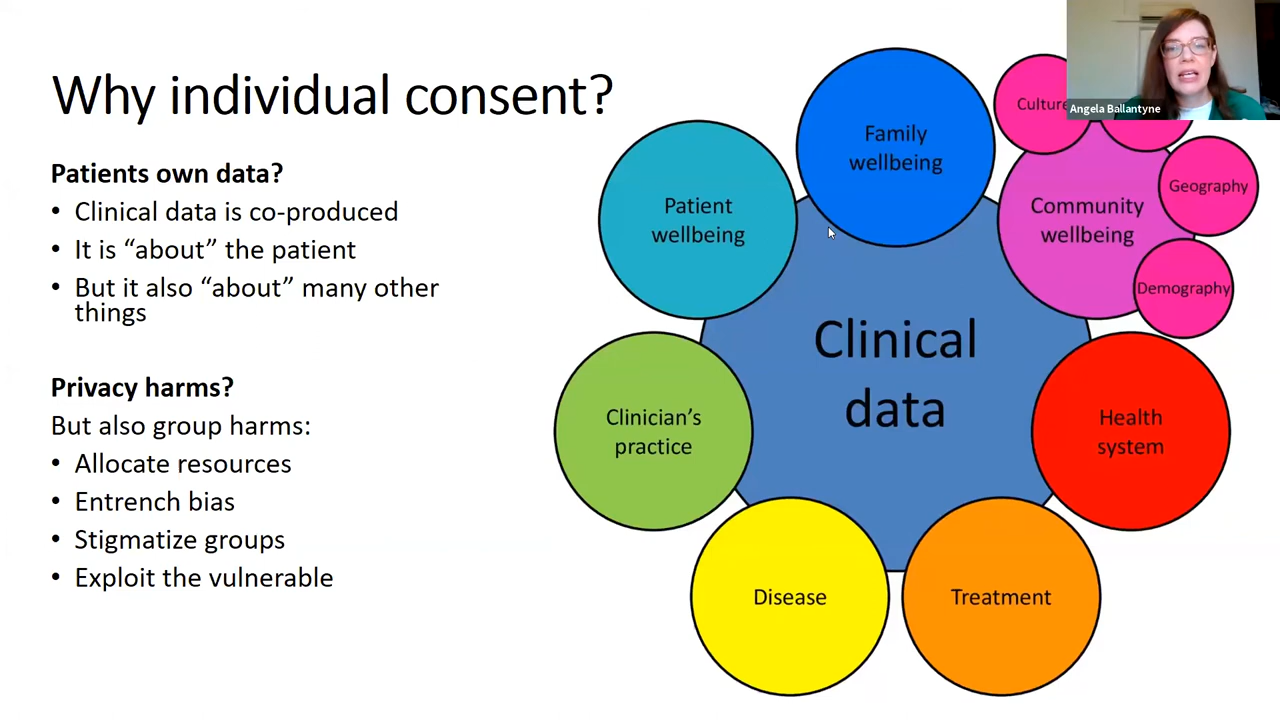 Why individual consent?
Patients own data?
• Clinical data is co-produced
• It is “about” the patient
• But it also “about” many other
things
Privacy harms?
But also group harms:
• Allocate resources
• Entrench bias
• Stigmatize groups
• Exploit the vulnerable
Family
wellbeing
Culture
Angela Ballantyne
Patient
wellbeing
Community
wellbeing
Geography
Demography
Clinical
data
Clinician’s
practice
Health
system
Disease
Treatment